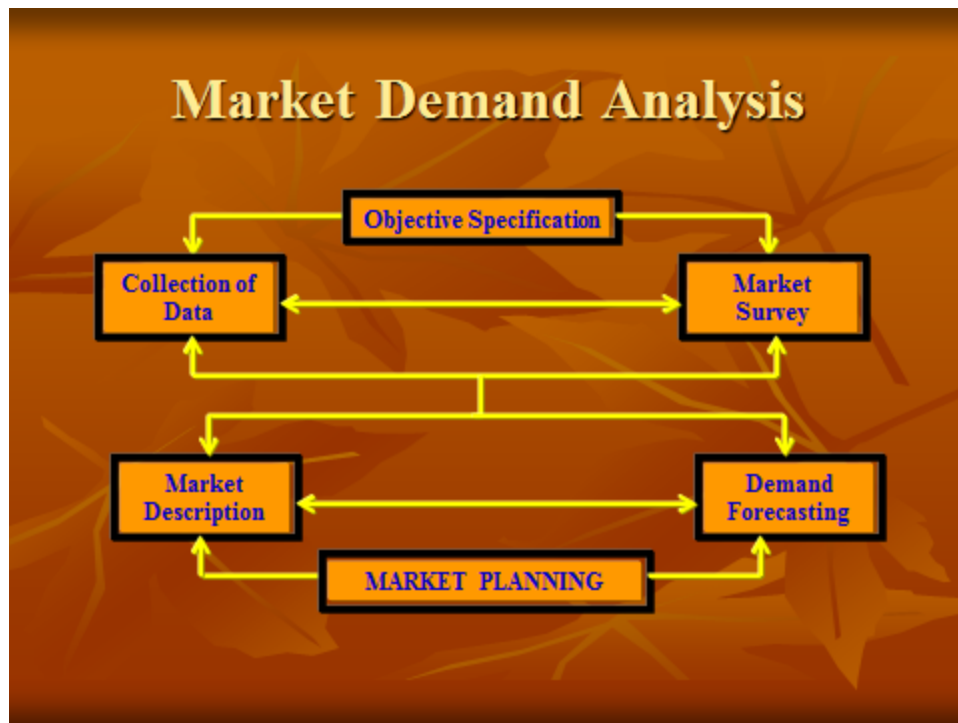 Market Demand Analysis
Objective Specification
Collection of
Data
Market
Survey
Market
Description
Demand
Forecasting
MARKET PLANNING